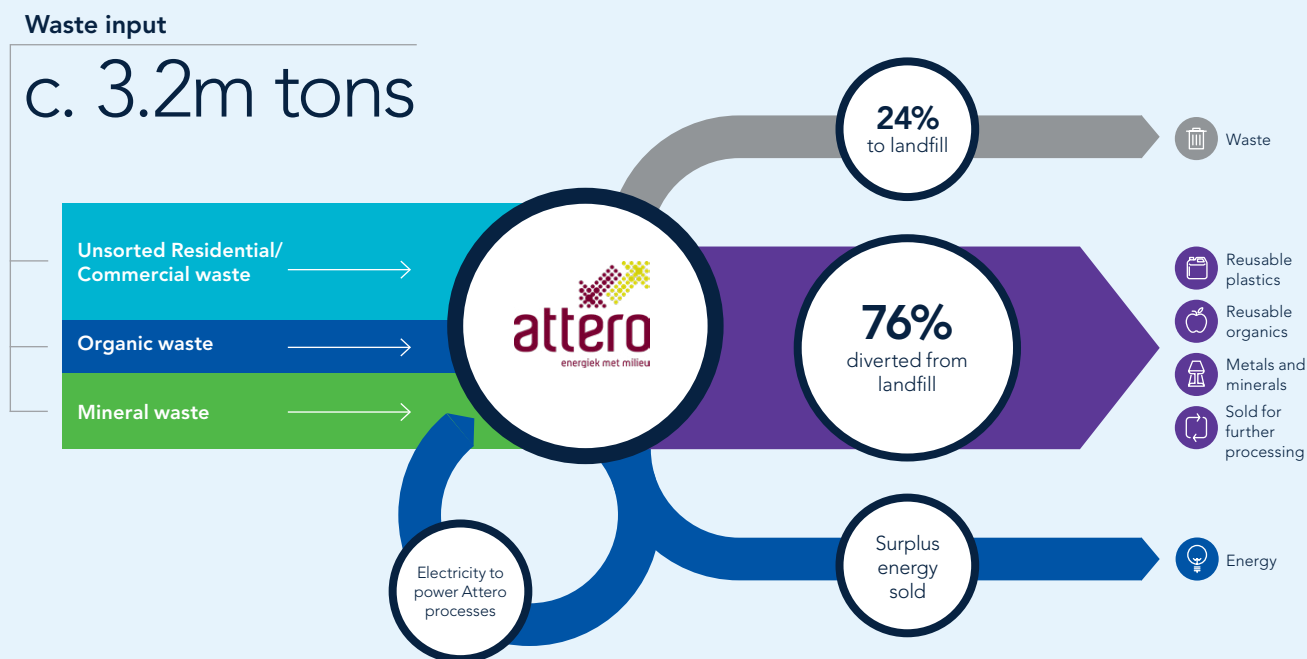 Waste input
c. 3.2m tons
Unsorted Residential/
Commercial waste
Organic waste
Mineral waste
attero
energiek met milieu
Electricity to
power Attero
processes
24%
to landfill
76%
diverted from
landfill
Surplus
energy
sold
Waste
Reusable
plastics
Reusable
organics
Metals and
minerals
Sold for
further
processing
Energy